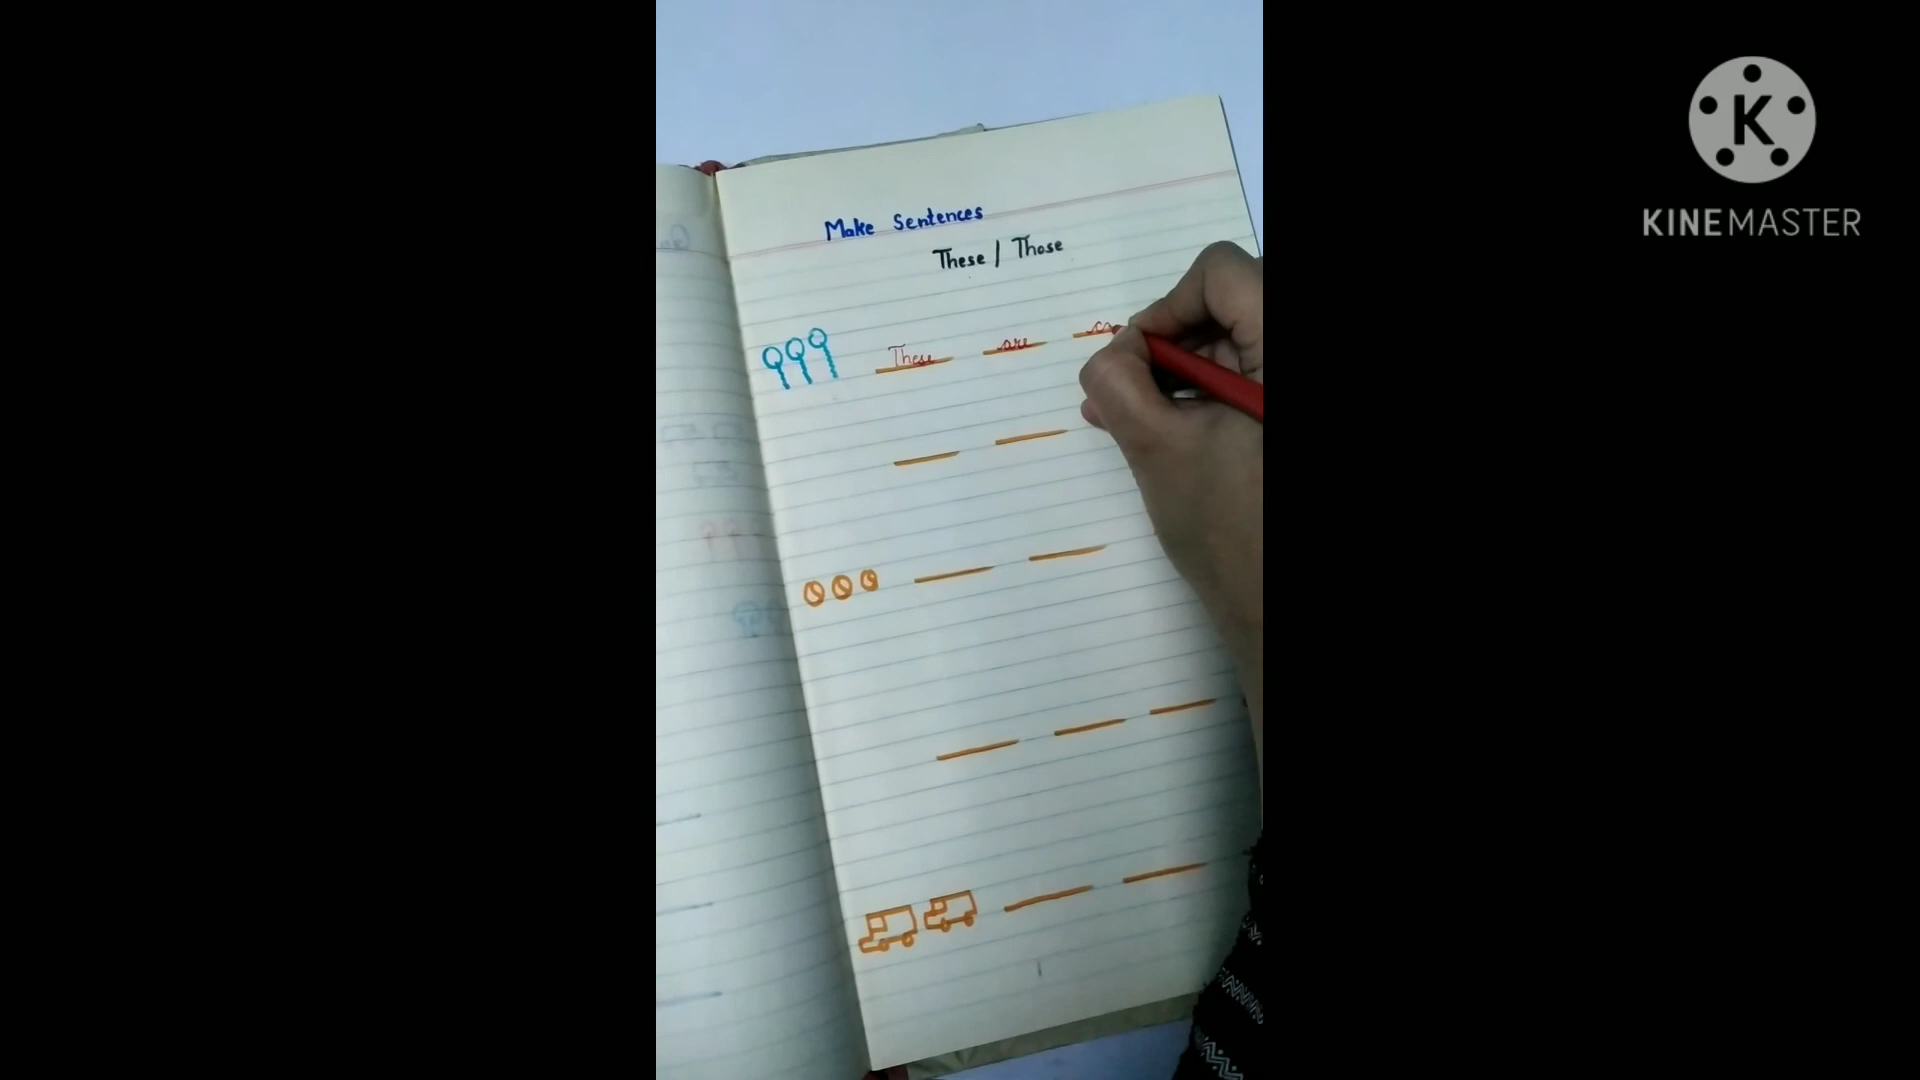 K
KINEMASTER
Make Sentences
These / Those
These are